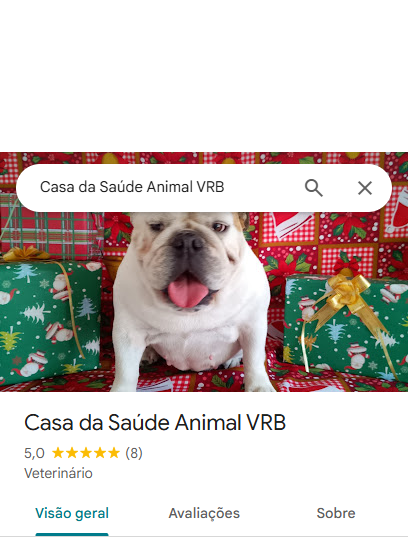 Casa da Saúde Animal VRB
Casa da Saúde Animal VRB
5,0 ★★★★★ (8)
Veterinário
Visão geral Avaliações Sobre